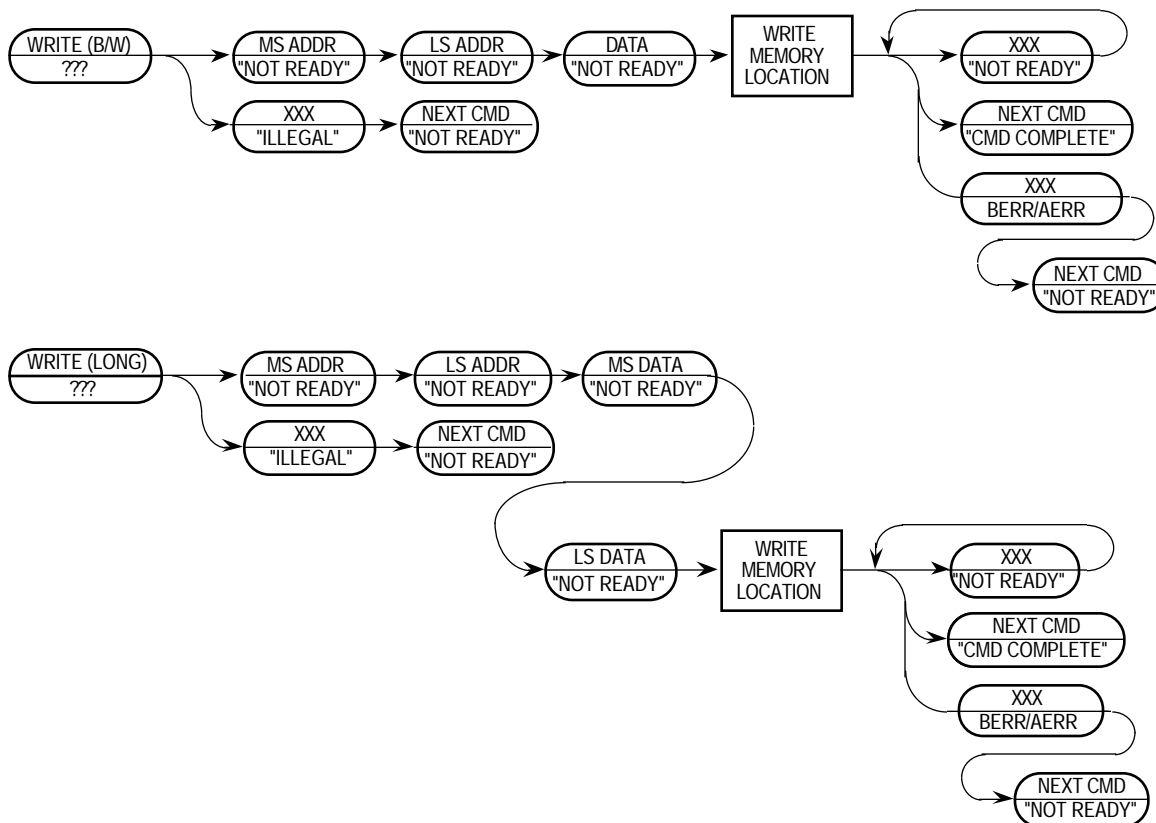 WRITE (B/W)
???
MS ADDR
"NOT READY"
LS ADDR
"NOT READY"
DATA
"NOT READY"
WRITE
MEMORY
LOCATION
XXX
"NOT READY"
XXX
"ILLEGAL"
NEXT CMD
"NOT READY"
NEXT CMD
"CMD COMPLETE"
XXX
BERR/AERR
NEXT CMD
"NOT READY"
WRITE (LONG)
???
MS ADDR
"NOT READY"
LS ADDR
"NOT READY"
MS DATA
"NOT READY"
XXX
"ILLEGAL"
NEXT CMD
"NOT READY"
LS DATA
"NOT READY"
WRITE
MEMORY
LOCATION
XXX
"NOT READY"
NEXT CMD
"CMD COMPLETE"
XXX
BERR/AERR
NEXT CMD
"NOT READY"